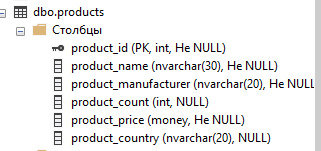 dbo.products
Столбцы
product_id (PK, int, Не NULL)
product_name (nvarchar(30), Не NULL)
product_manufacturer (nvarchar(20), Не NULL)
product_count (int, NULL)
product_price (money, Не NULL)
product_country (nvarchar(20), NULL)